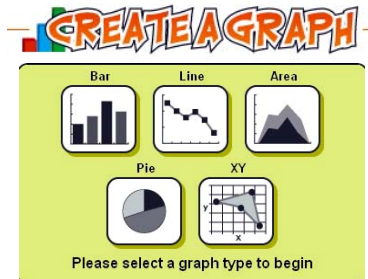 CREATE A GRAPH
Bar Line Area
Pie XY
y
x
Please select a graph type to begin